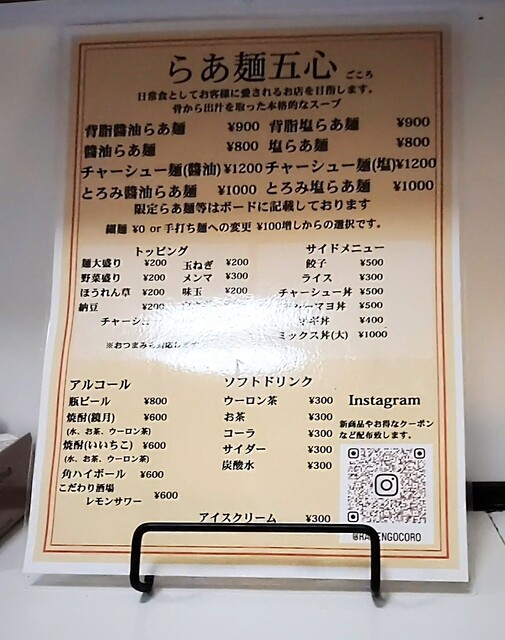 らあ麺五心 ごころ
日常食としてお客様に愛されるお店を目指します。
骨から出汁を取った本格的なスープ
背脂醤油らあ麺 ¥900 背脂塩らあ麺 ¥900
醤油らあ麺 ¥800 塩らあ麺 ¥800
チャーシュー麺(醤油) ¥1200 チャーシュー麺(塩) ¥1200
とろみ醤油らあ麺 ¥1000 とろみ塩らあ麺 ¥1000
限定らあ麺等はボードに記載しております
細麺 ¥0 or 手打ち麺への変更 ¥100増しからの選択です。
トッピング
麺大盛り ¥200 玉ねぎ ¥200
野菜盛り ¥200 メンマ ¥300
ほうれん草 ¥200 味玉 ¥200
納豆 ¥200
チャーシ
※おつまみ
サイドメニュー
餃子 ¥500
ライス ¥300
チャーシュー丼 ¥500
マヨ丼 ¥500
ギ丼 ¥400
ミックス丼(大) ¥1000
アルコール
瓶ビール ¥800
焼酎(鏡月) ¥600
(水、お茶、ウーロン茶)
焼酎(いいちこ) ¥600
(水、お茶、ウーロン茶)
角ハイボール ¥600
こだわり酒場
レモンサワー ¥600
ソフトドリンク
ウーロン茶 ¥300
お茶 ¥300
コーラ ¥300
サイダー ¥300
炭酸水 ¥300
アイスクリーム ¥300
Instagram
新商品やお得なクーポン
など配布致します。